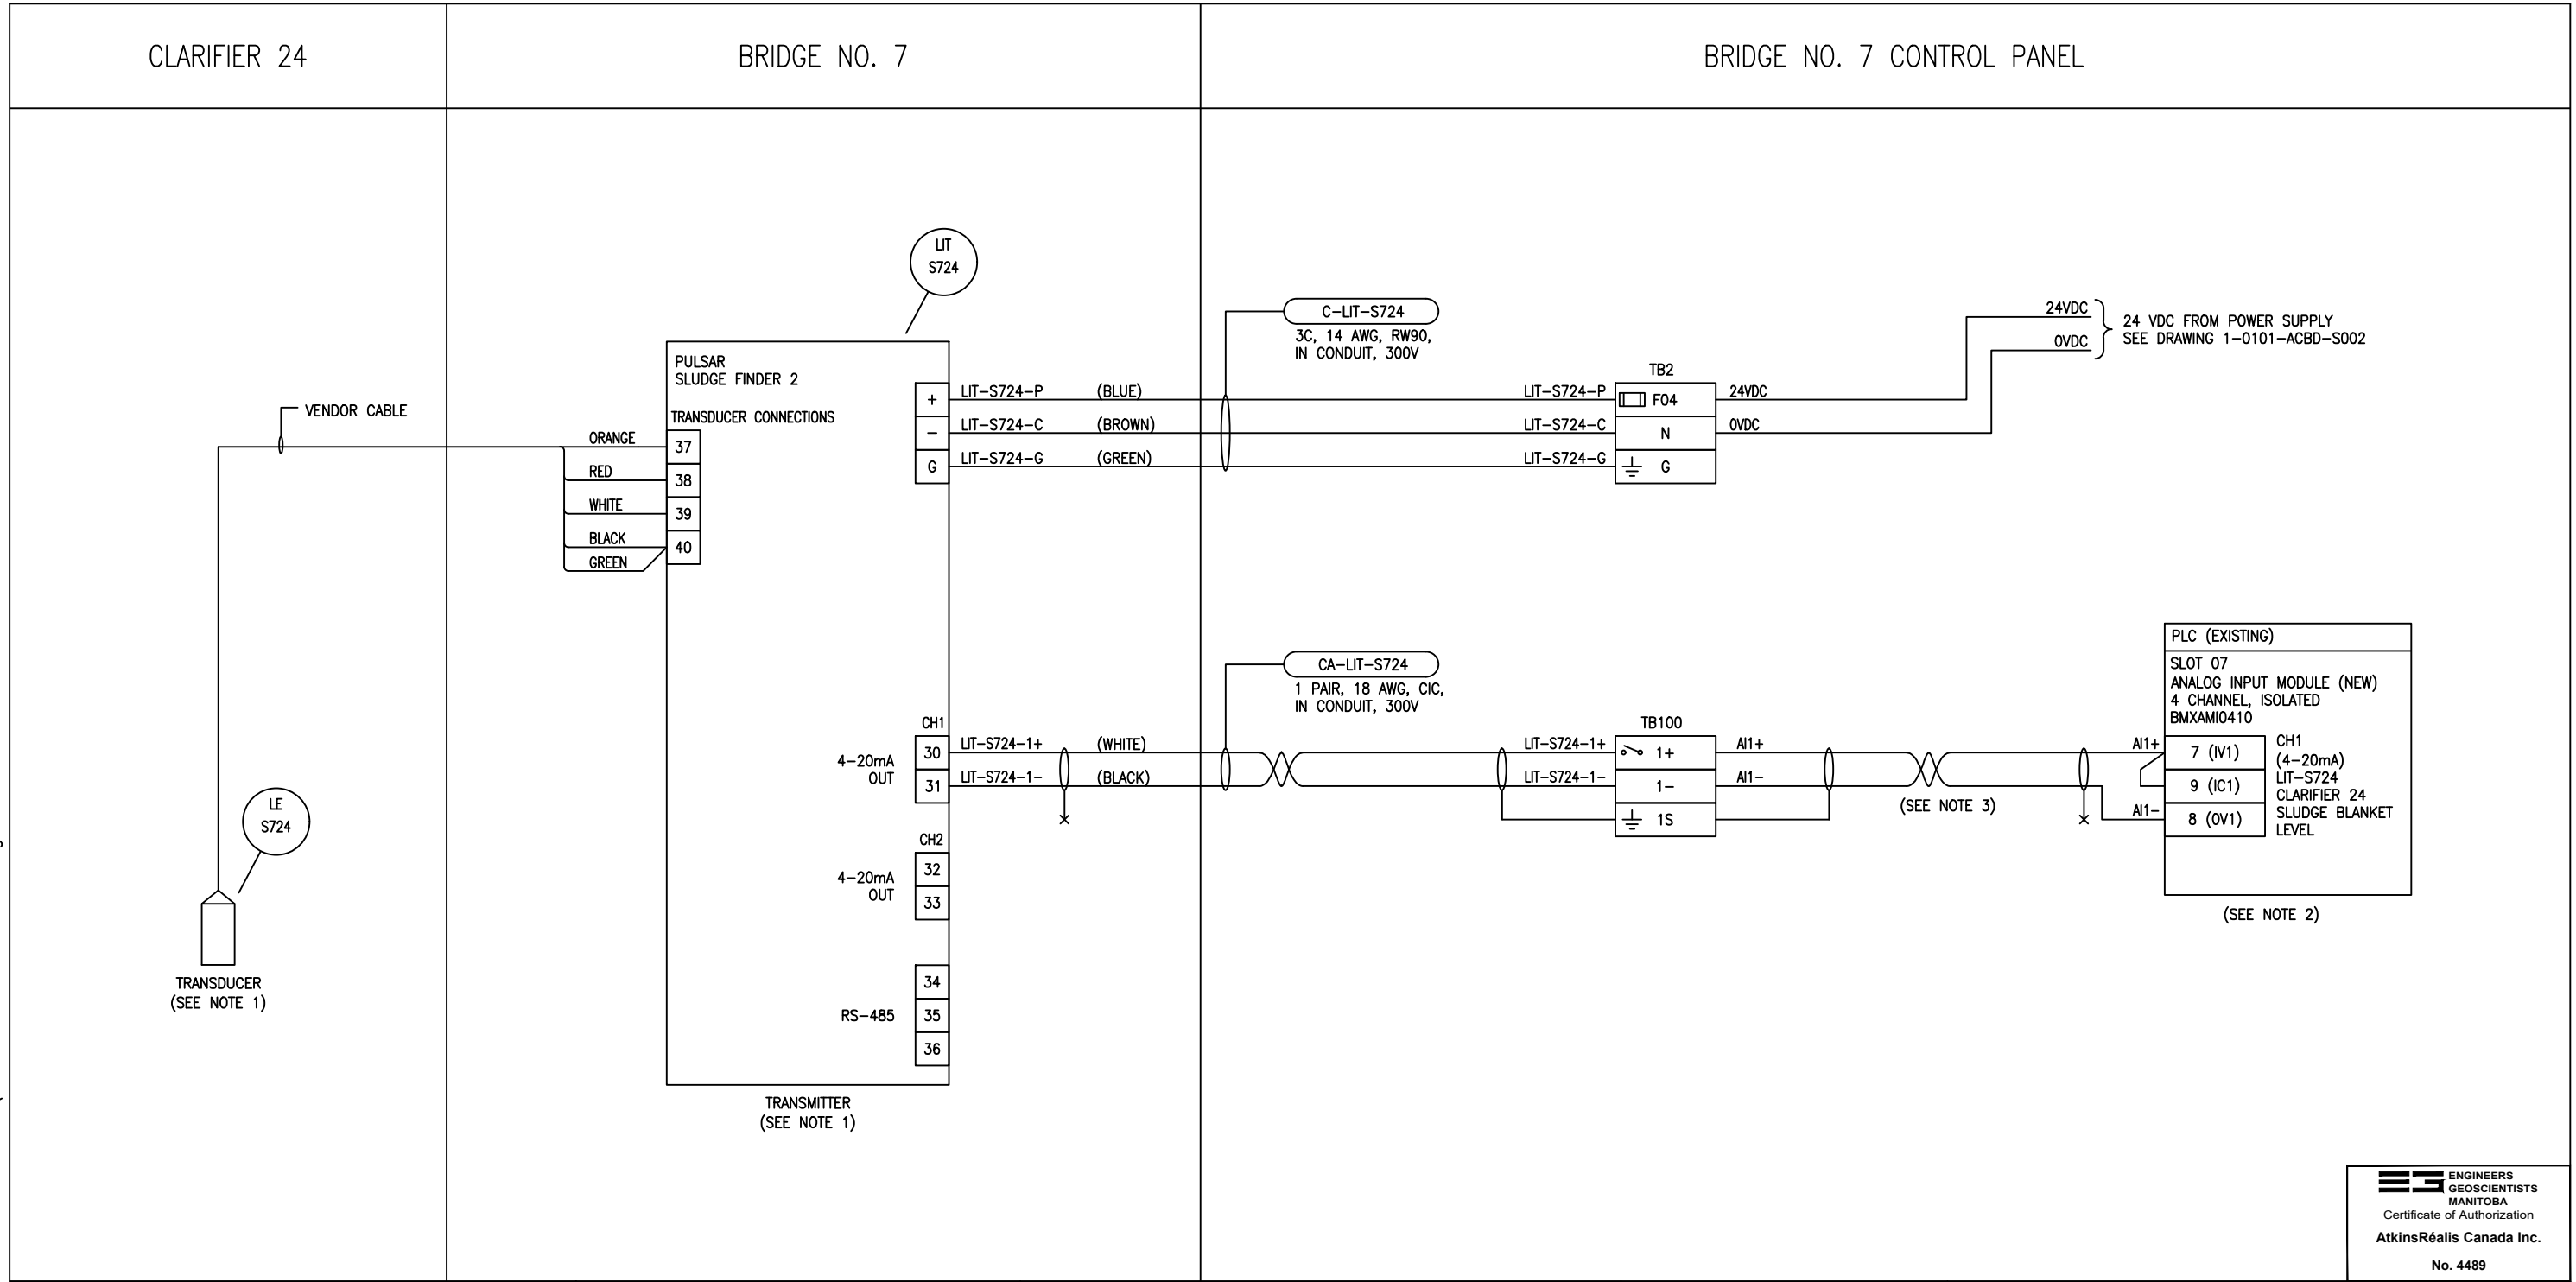 CLARIFIER 24
BRIDGE NO. 7
BRIDGE NO. 7 CONTROL PANEL
LIT
S724
C-LIT-S724
3C, 14 AWG, RW90,
IN CONDUIT, 300V
24VDC
0VDC
24 VDC FROM POWER SUPPLY
SEE DRAWING 1-0101-ACBD-S002
VENDOR CABLE
PULSAR
SLUDGE FINDER 2
TRANSDUCER CONNECTIONS
ORANGE
37
RED
38
WHITE
39
BLACK
40
GREEN
+
LIT-S724-P
(BLUE)
-
LIT-S724-C
(BROWN)
G
LIT-S724-G
(GREEN)
TB2
LIT-S724-P
F04
24VDC
LIT-S724-C
N
0VDC
LIT-S724-G
G
CA-LIT-S724
1 PAIR, 18 AWG, CIC,
IN CONDUIT, 300V
CH1
4-20mA
OUT
30
LIT-S724-1+
(WHITE)
31
LIT-S724-1-
(BLACK)
CH2
4-20mA
OUT
32
33
RS-485
34
35
36
TRANSMITTER
(SEE NOTE 1)
LE
S724
TRANSDUCER
(SEE NOTE 1)
TB100
LIT-S724-1+
1+
AI1+
LIT-S724-1-
1-
AI1-
1S
(SEE NOTE 3)
PLC (EXISTING)
SLOT 07
ANALOG INPUT MODULE (NEW)
4 CHANNEL, ISOLATED
BMXAMI0410
AI1+
7 (IV1)
9 (IC1)
AI1-
8 (0V1)
CH1
(4-20mA)
LIT-S724
CLARIFIER 24
SLUDGE BLANKET
LEVEL
(SEE NOTE 2)
ENGINEERS
GEOSCIENTISTS
MANITOBA
Certificate of Authorization
AtkinsRéalis Canada Inc.
No. 4489